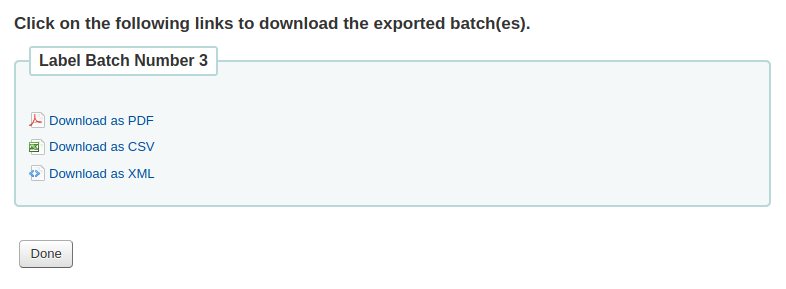 Click on the following links to download the exported batch(es).
Label Batch Number 3
Download as PDF
Download as CSV
Download as XML
Done